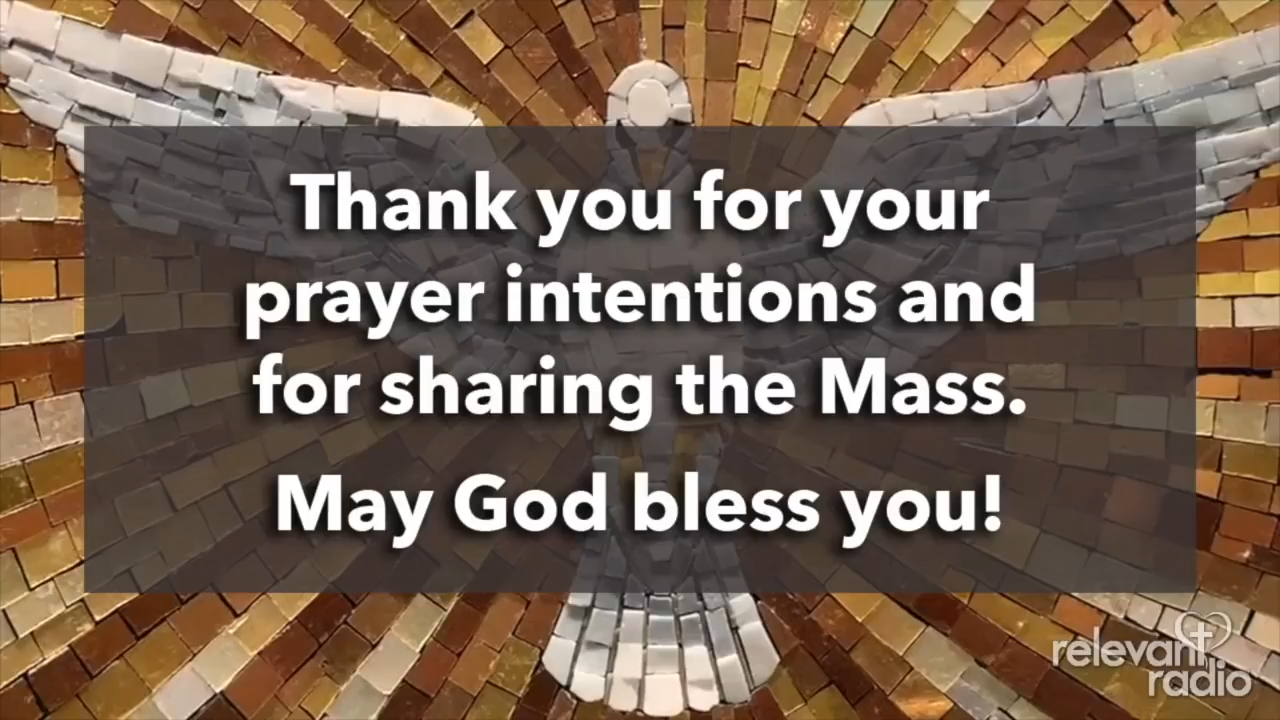 Thank you for your
prayer intentions and
for sharing the Mass.
May God bless you!
relevant
radio